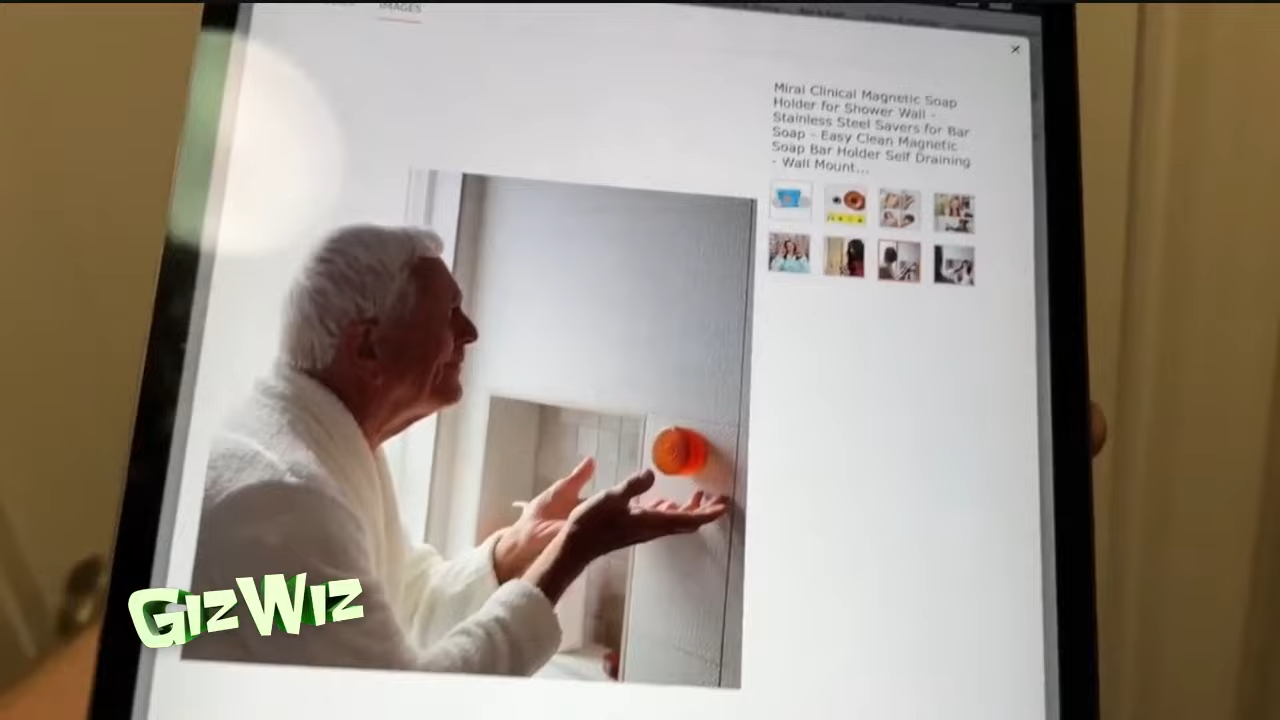 IMAGES
Mirai Clinical Magnetic Soap
Holder for Shower Wall -
Stainless Steel Savers for Bar
Soap - Easy Clean Magnetic
Soap Bar Holder Self Draining
- Wall Mount...
GIZWIZ